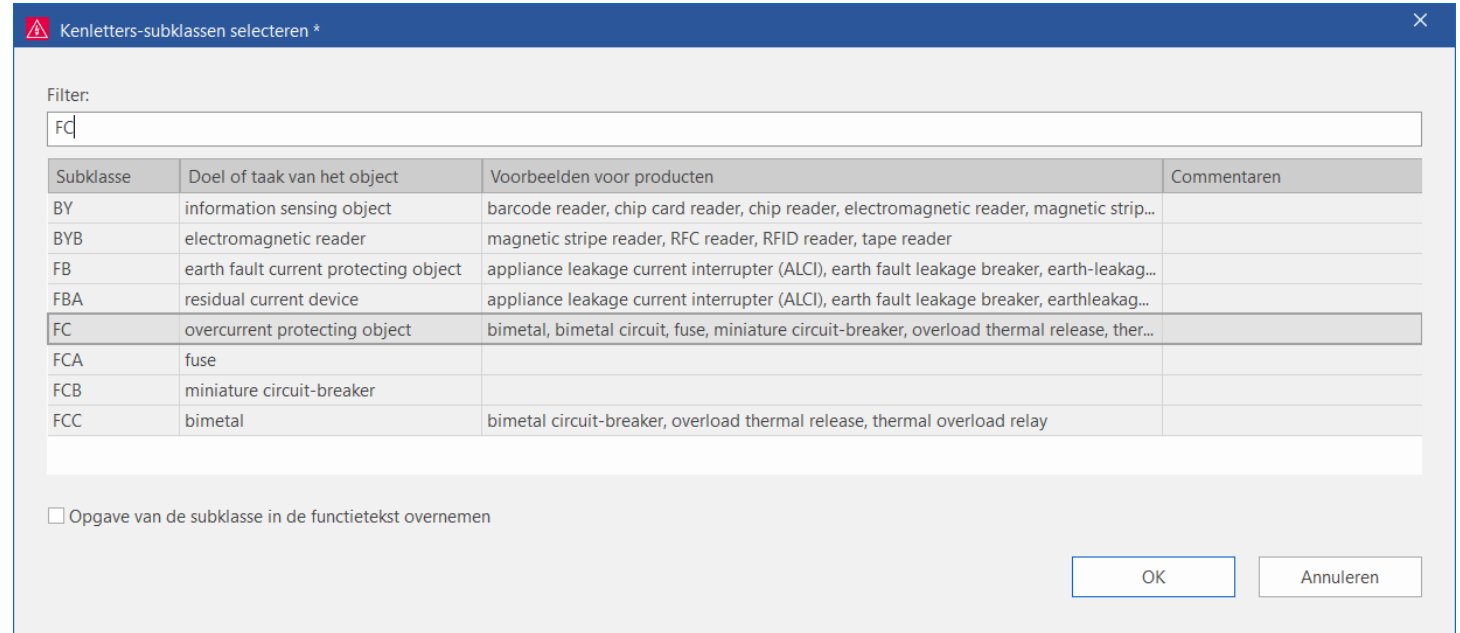 Kenletters-subklassen selecteren *
Filter:
FC
Subklasse Doel of taak van het object Voorbeelden voor producten Commentaren
BY information sensing object barcode reader, chip card reader, chip reader, electromagnetic reader, magnetic strip...
BYB electromagnetic reader magnetic stripe reader, RFC reader, RFID reader, tape reader
FB earth fault current protecting object appliance leakage current interrupter (ALCI), earth fault leakage breaker, earth-leakag...
FBA residual current device appliance leakage current interrupter (ALCI), earth fault leakage breaker, earthleakag...
FC overcurrent protecting object bimetal, bimetal circuit, fuse, miniature circuit-breaker, overload thermal release, ther...
FCA fuse
FCB miniature circuit-breaker
FCC bimetal bimetal circuit-breaker, overload thermal release, thermal overload relay
Opgave van de subklasse in de functietekst overnemen
OK Annuleren